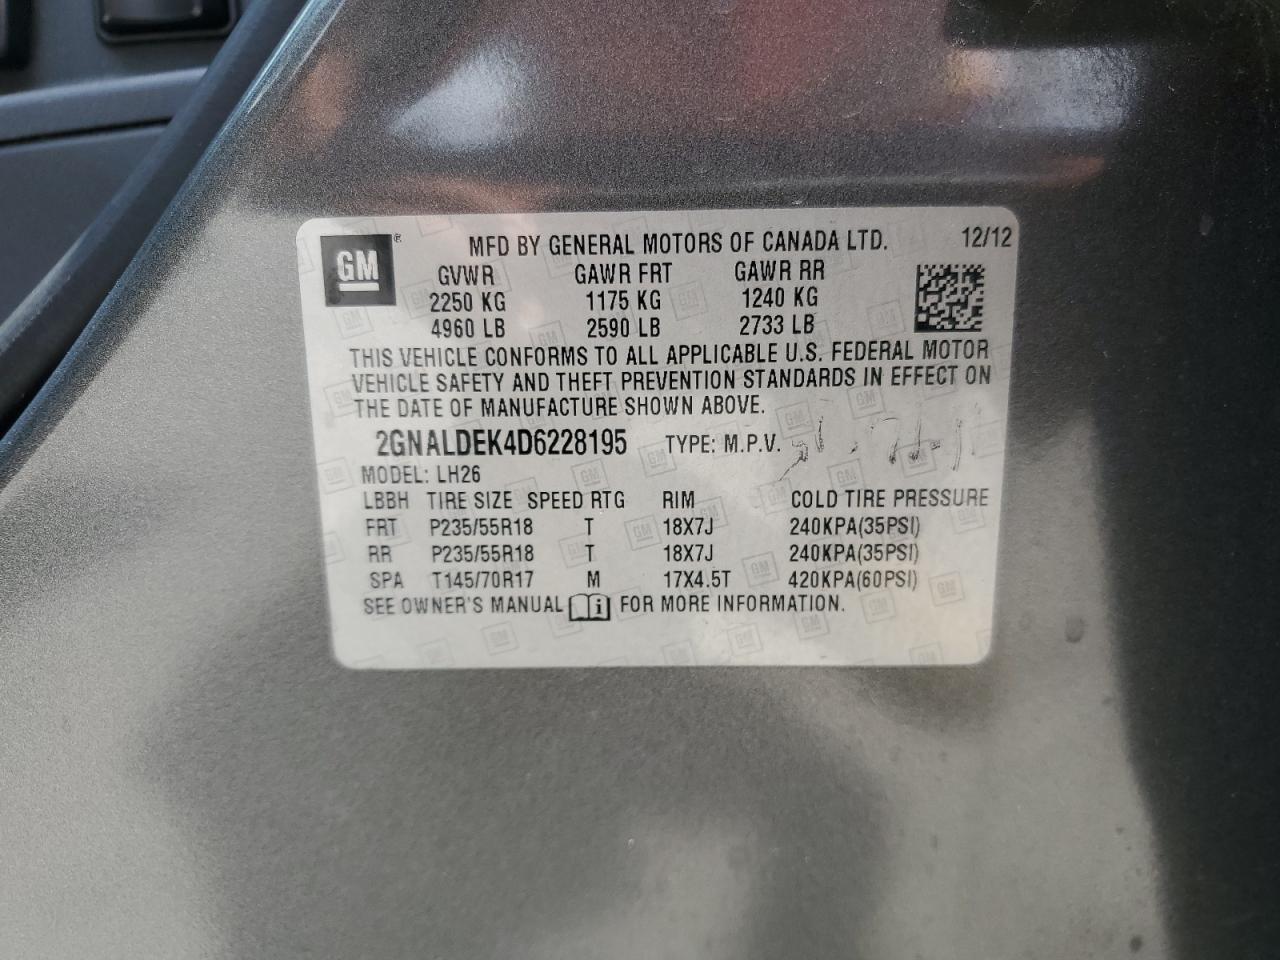 GM ® MFD BY GENERAL MOTORS OF CANADA LTD. 12/12
GVWR GAWR FRT GAWR RR
2250 KG 1175 KG 1240 KG
4960 LB 2590 LB 2733 LB
THIS VEHICLE CONFORMS TO ALL APPLICABLE U.S. FEDERAL MOTOR
VEHICLE SAFETY AND THEFT PREVENTION STANDARDS IN EFFECT ON
THE DATE OF MANUFACTURE SHOWN ABOVE.
2GNALDEK4D6228195 TYPE: M.P.V.
MODEL: LH26
LBBH TIRE SIZE SPEED RTG RIM COLD TIRE PRESSURE
FRT P235/55R18 T 18X7J 240KPA(35PSI)
RR P235/55R18 T 18X7J 240KPA(35PSI)
SPA T145/70R17 M 17X4.5T 420KPA(60PSI)
SEE OWNER'S MANUAL FOR MORE INFORMATION.